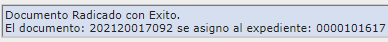 Documento Radicado con Exito.
El documento: 202120017092 se asigno al expediente: 0000101617